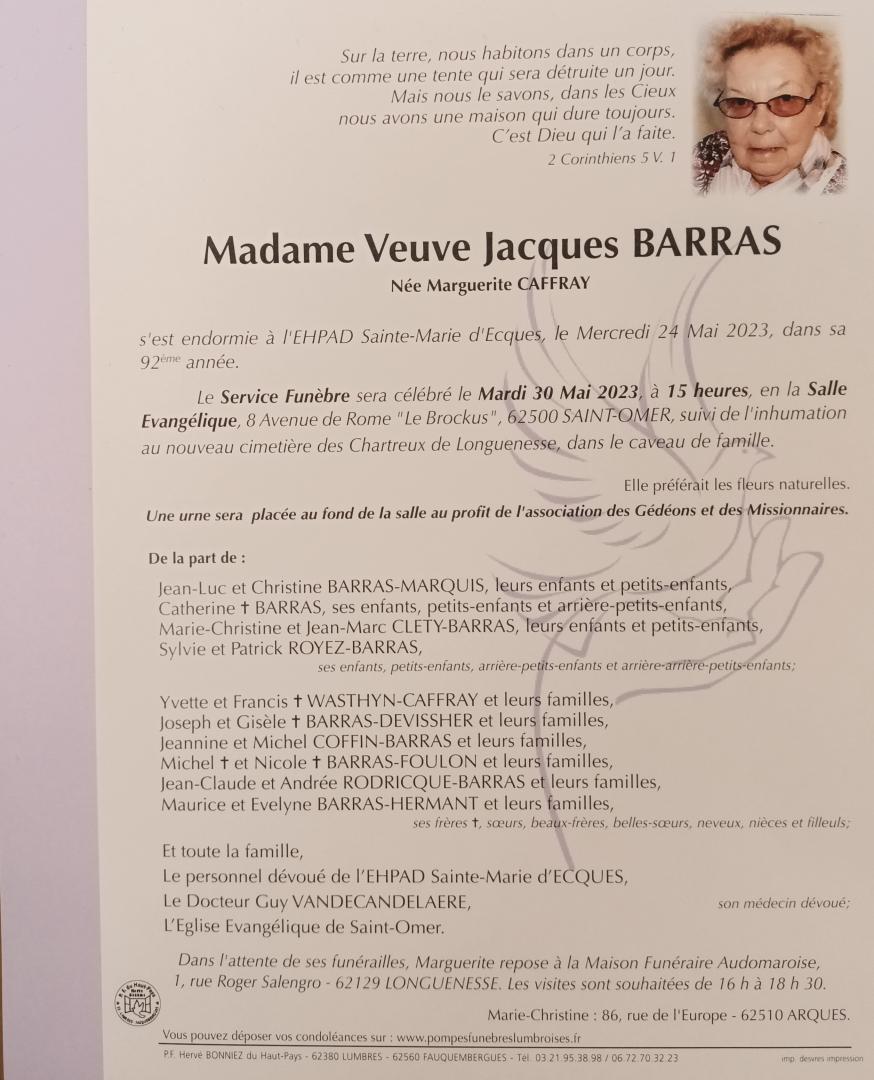 Sur la terre, nous habitons dans un corps,
il est comme une tente qui sera détruite un jour.
Mais nous le savons, dans les Cieux
nous avons une maison qui dure toujours.
C'est Dieu qui l'a faite.
2 Corinthiens 5 V. 1
Madame Veuve Jacques BARRAS
Née Marguerite CAFFRAY
s'est endormie à l'EHPAD Sainte-Marie d'Ecques, le Mercredi 24 Mai 2023, dans sa
92ème année.
Le Service Funèbre sera célébré le Mardi 30 Mai 2023, à 15 heures, en la Salle
Evangélique, 8 Avenue de Rome "Le Brockus", 62500 SAINT-OMER, suivi de l'inhumation
au nouveau cimetière des Chartreux de Longuenesse, dans le caveau de famille.
Elle préférait les fleurs naturelles.
Une urne sera placée au fond de la salle au profit de l'association des Gédéons et des Missionnaires.
De la part de :
Jean-Luc et Christine BARRAS-MARQUIS, leurs enfants et petits-enfants,
Catherine ✝ BARRAS, ses enfants, petits-enfants et arrière-petits-enfants,
Marie-Christine et Jean-Marc CLETY-BARRAS, leurs enfants et petits-enfants,
Sylvie et Patrick ROYEZ-BARRAS,
ses enfants, petits-enfants, arrière-petits-enfants et arrière-arrière-petits-enfants;
Yvette et Francis ✝ WASTHYN-CAFFRAY et leurs familles,
Joseph et Gisèle ✝ BARRAS-DEVISSHER et leurs familles,
Jeannine et Michel COFFIN-BARRAS et leurs familles,
Michel ✝ et Nicole ✝ BARRAS-FOULON et leurs familles,
Jean-Claude et Andrée RODRICQUE-BARRAS et leurs familles,
Maurice et Evelyne BARRAS-HERMANT et leurs familles,
ses frères ✝, sœurs, beaux-frères, belles-sœurs, neveux, nièces et filleuls;
Et toute la famille,
Le personnel dévoué de l'EHPAD Sainte-Marie d'ECQUES,
Le Docteur Guy VANDECANDELAERE, son médecin dévoué;
L'Eglise Evangélique de Saint-Omer.
Dans l'attente de ses funérailles, Marguerite repose à la Maison Funéraire Audomaroise,
1, rue Roger Salengro - 62129 LONGUENESSE. Les visites sont souhaitées de 16 h à 18 h 30.
Marie-Christine : 86, rue de l'Europe - 62510 ARQUES.
Vous pouvez déposer vos condoléances sur : www.pompesfunebreslumbroises.fr
P.F. Hervé BONNIEZ du Haut-Pays - 62380 LUMBRES - 62560 FAUQUEMBERGUES - Tél. 03.21.95.38.98 / 06.72.70.32.23
imp. desvres impression